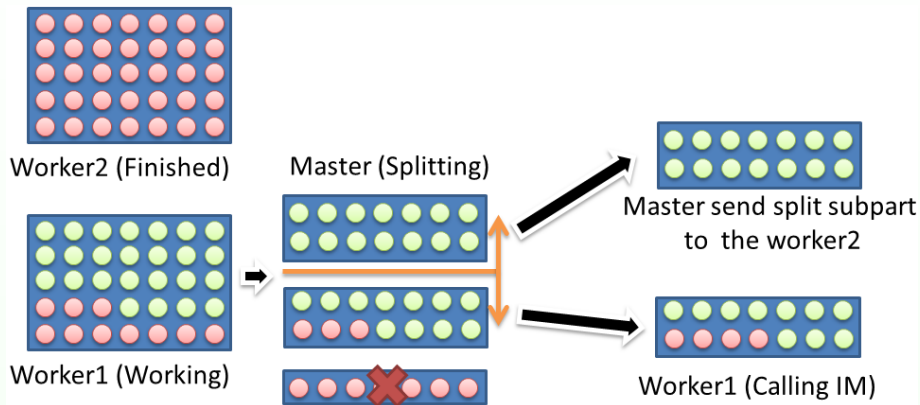 Worker2 (Finished)
Master (Splitting)
Master send split subpart
to the worker2
Worker1 (Working)
Worker1 (Calling IM)